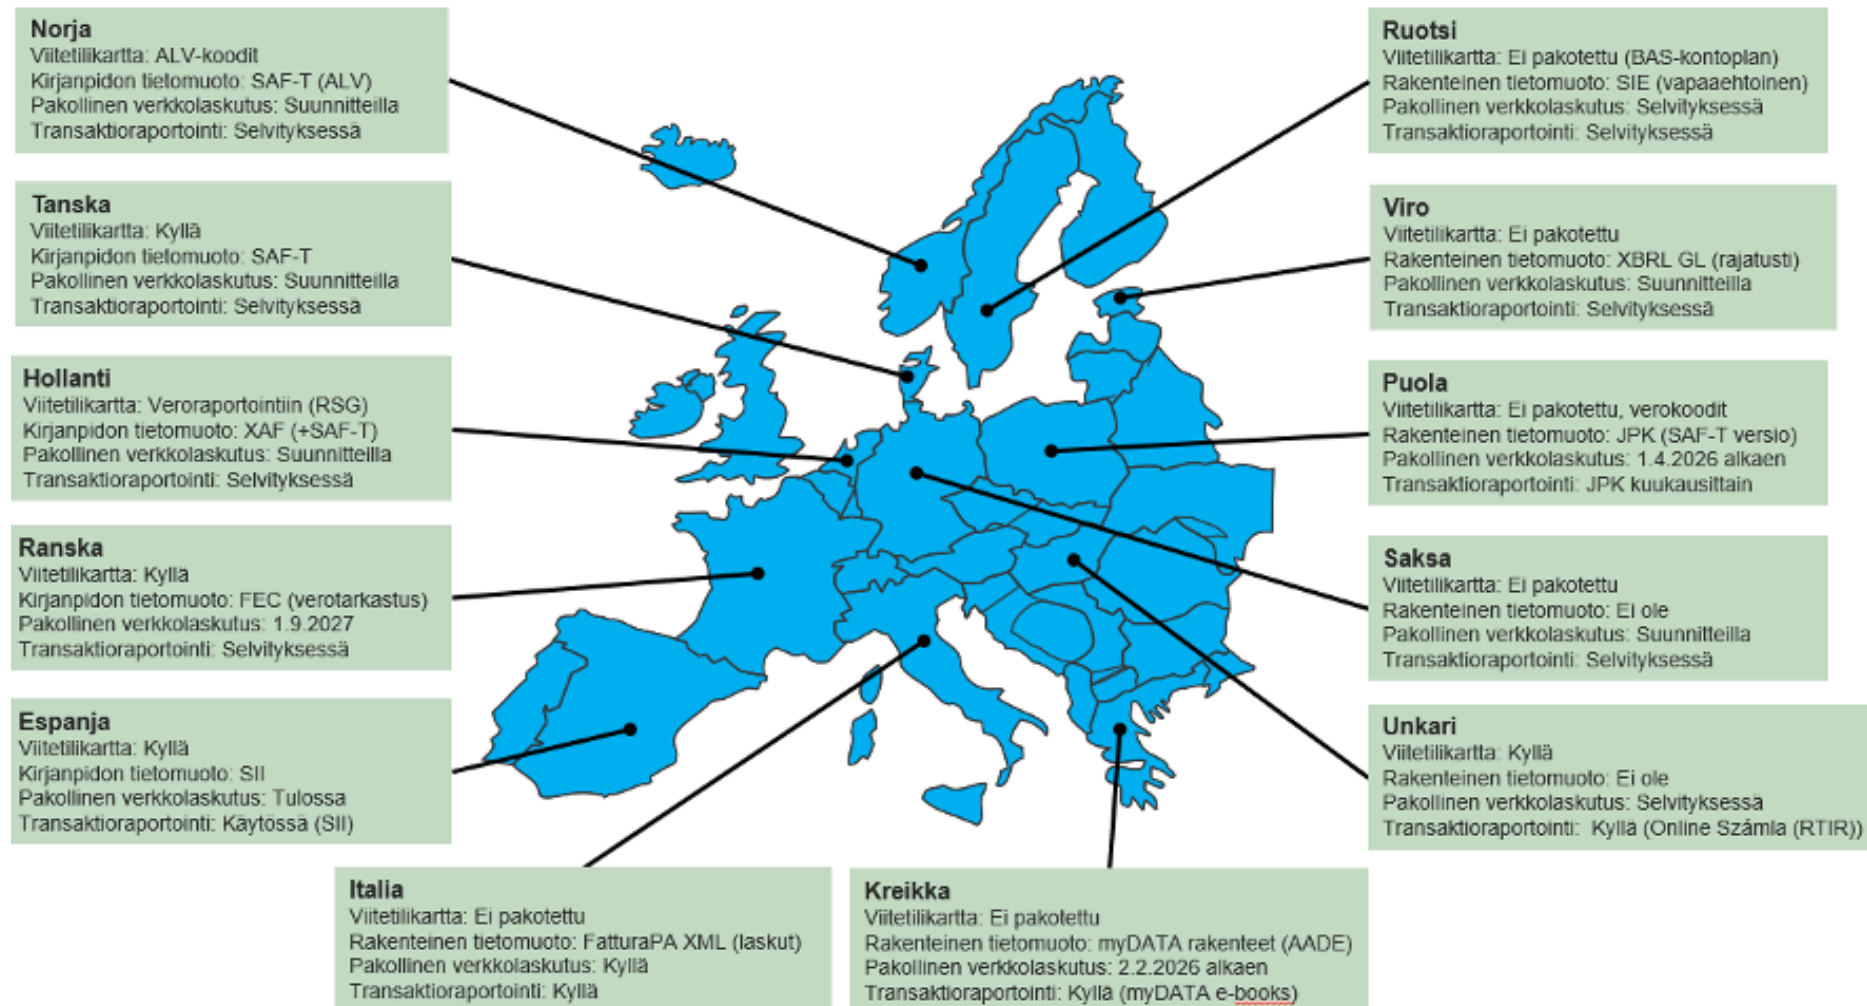 Norja
Viitetilikartta: ALV-koodit
Kirjanpidon tietomuoto: SAF-T (ALV)
Pakollinen verkkolaskutus: Suunnitteilla
Transaktioraportointi: Selvityksessä
Tanska
Viitetilikartta: Kyllä
Kirjanpidon tietomuoto: SAF-T
Pakollinen verkkolaskutus: Suunnitteilla
Transaktioraportointi: Selvityksessä
Hollanti
Viitetilikartta: Veroraportointiin (RSG)
Kirjanpidon tietomuoto: XAF (+SAF-T)
Pakollinen verkkolaskutus: Suunnitteilla
Transaktioraportointi: Selvityksessä
Ranska
Viitetilikartta: Kyllä
Kirjanpidon tietomuoto: FEC (verotarkastus)
Pakollinen verkkolaskutus: 1.9.2027
Transaktioraportointi: Selvityksessä
Espanja
Viitetilikartta: Kyllä
Kirjanpidon tietomuoto: SII
Pakollinen verkkolaskutus: Tulossa
Transaktioraportointi: Käytössä (SII)
Italia
Viitetilikartta: Ei pakotettu
Rakenteinen tietomuoto: FatturaPA XML (laskut)
Pakollinen verkkolaskutus: Kyllä
Transaktioraportointi: Kyllä
Kreikka
Viitetilikartta: Ei pakotettu
Rakenteinen tietomuoto: myDATA rakenteet (AADE)
Pakollinen verkkolaskutus: 2.2.2026 alkaen
Transaktioraportointi: Kyllä (myDATA e-books)
Ruotsi
Viitetilikartta: Ei pakotettu (BAS-kontoplan)
Rakenteinen tietomuoto: SIE (vapaaehtoinen)
Pakollinen verkkolaskutus: Selvityksessä
Transaktioraportointi: Selvityksessä
Viro
Viitetilikartta: Ei pakotettu
Rakenteinen tietomuoto: XBRL GL (rajatusti)
Pakollinen verkkolaskutus: Suunnitteilla
Transaktioraportointi: Selvityksessä
Puola
Viitetilikartta: Ei pakotettu, verokoodit
Rakenteinen tietomuoto: JPK (SAF-T versio)
Pakollinen verkkolaskutus: 1.4.2026 alkaen
Transaktioraportointi: JPK kuukausittain
Saksa
Viitetilikartta: Ei pakotettu
Rakenteinen tietomuoto: Ei ole
Pakollinen verkkolaskutus: Suunnitteilla
Transaktioraportointi: Selvityksessä
Unkari
Viitetilikartta: Kyllä
Rakenteinen tietomuoto: Ei ole
Pakollinen verkkolaskutus: Selvityksessä
Transaktioraportointi: Kyllä (Online Számla (RTIR))